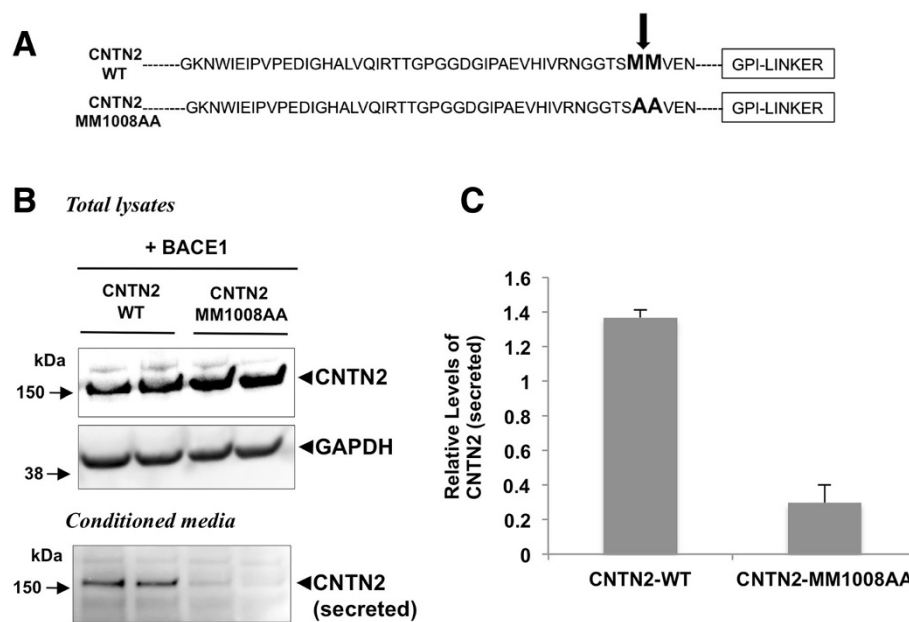 A
CNTN2
WT
-------GKNWIEIPVPEDIGHALVQIRTTGPGGDGIPAEVHIVRNGGTSMMVEN-----
GPI-LINKER
CNTN2
MM1008AA
-------GKNWIEIPVPEDIGHALVQIRTTGPGGDGIPAEVHIVRNGGTSAAVEN-----
GPI-LINKER
B
Total lysates
+ BACE1
CNTN2
WT
CNTN2
MM1008AA
kDa
150
CNTN2
GAPDH
38
Conditioned media
kDa
150
CNTN2
(secreted)
C
Relative Levels of
CNTN2 (secreted)
1.6
1.4
1.2
1
0.8
0.6
0.4
0.2
0
CNTN2-WT
CNTN2-MM1008AA